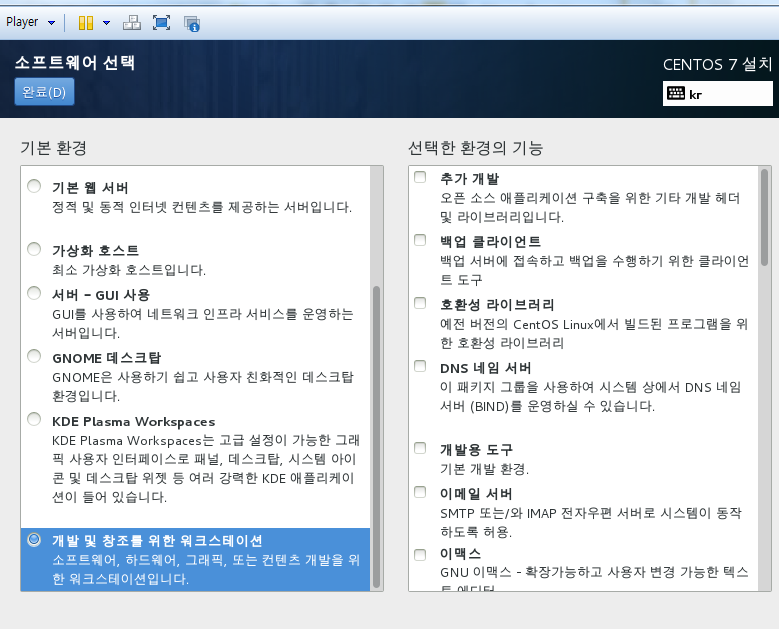 Player
소프트웨어 선택
CENTOS 7 설치
완료(D)
kr
기본 환경
기본 웹 서버
정적 및 동적 인터넷 컨텐츠를 제공하는 서버입니다.
가상화 호스트
최소 가상화 호스트입니다.
서버 - GUI 사용
GUI를 사용하여 네트워크 인프라 서비스를 운영하는
서버입니다.
GNOME 데스크탑
GNOME은 사용하기 쉽고 사용자 친화적인 데스크탑
환경입니다.
KDE Plasma Workspaces
KDE Plasma Workspaces는 고급 설정이 가능한 그래
픽 사용자 인터페이스로 패널, 데스크탑, 시스템 아이
콘 및 데스크탑 위젯 등 여러 강력한 KDE 애플리케이
션이 들어 있습니다.
개발 및 창조를 위한 워크스테이션
소프트웨어, 하드웨어, 그래픽, 또는 컨텐츠 개발을 위
한 워크스테이션입니다.
선택한 환경의 기능
추가 개발
오픈 소스 애플리케이션 구축을 위한 기타 개발 헤더
및 라이브러리입니다.
백업 클라이언트
백업 서버에 접속하고 백업을 수행하기 위한 클라이언
트 도구
호환성 라이브러리
예전 버전의 CentOS Linux에서 빌드된 프로그램을 위
한 호환성 라이브러리
DNS 네임 서버
이 패키지 그룹을 사용하여 시스템 상에서 DNS 네임
서버 (BIND)를 운영하실 수 있습니다.
개발용 도구
기본 개발 환경.
이메일 서버
SMTP 또는/와 IMAP 전자우편 서버로 시스템이 동작
하도록 허용.
이맥스
GNU 이맥스 - 확장가능하고 사용자 변경 가능한 텍스
트 에디터